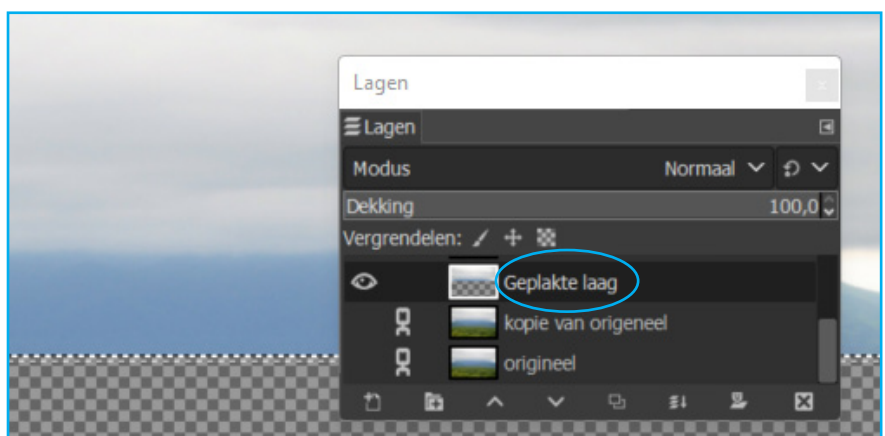 Lagen
Lagen
Modus Normaal
Dekking 100,0
Vergrendelen:
Geplakte laag
kopie van origeneel
origineel